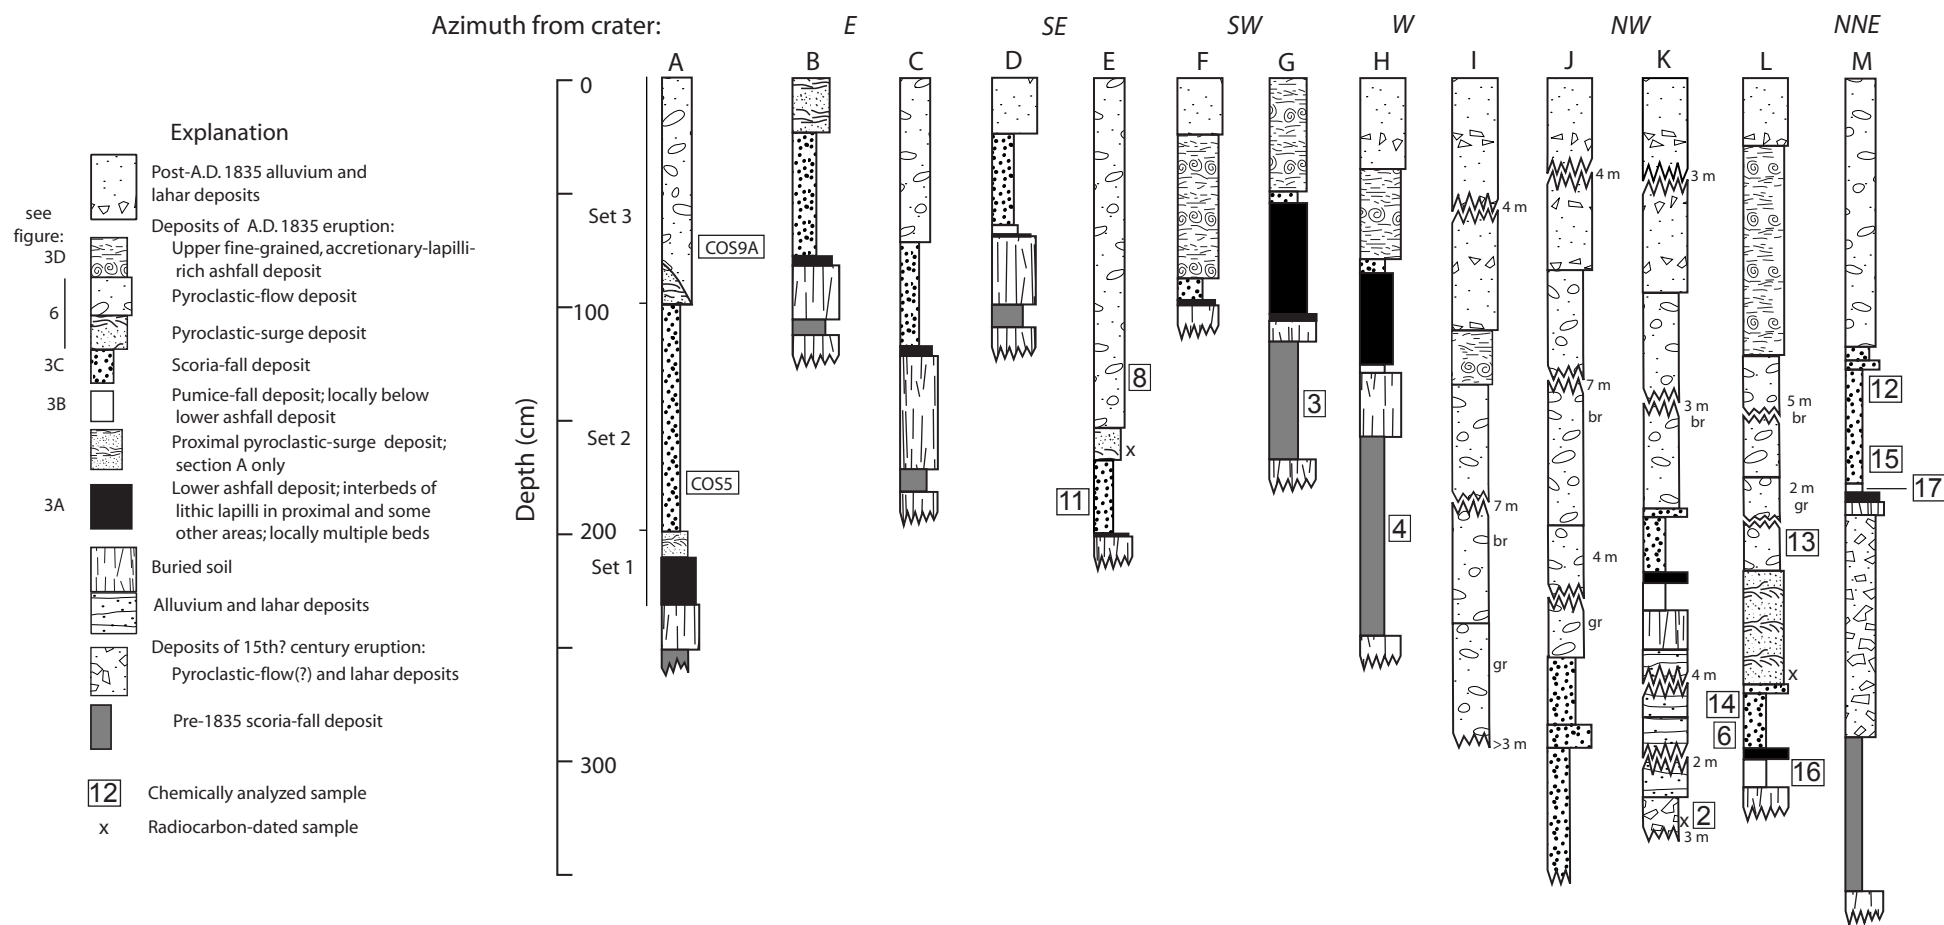 Azimuth from crater:
E
SE
SW
W
NW
NNE
A
B
C
D
E
F
G
H
I
J
K
L
M
Explanation
Post-A.D. 1835 alluvium and
lahar deposits
see
figure:
Deposits of A.D. 1835 eruption:
3D
Upper fine-grained, accretionary-lapilli-
rich ashfall deposit
6
Pyroclastic-flow deposit
Pyroclastic-surge deposit
3C
Scoria-fall deposit
3B
Pumice-fall deposit; locally below
lower ashfall deposit
Proximal pyroclastic-surge deposit;
section A only
3A
Lower ashfall deposit; interbeds of
lithic lapilli in proximal and some
other areas; locally multiple beds
Buried soil
Alluvium and lahar deposits
Deposits of 15th? century eruption:
Pyroclastic-flow(?) and lahar deposits
Pre-1835 scoria-fall deposit
12
Chemically analyzed sample
x
Radiocarbon-dated sample
Depth (cm)
0
100
200
300
Set 3
Set 2
Set 1
COS9A
COS5
8
x
11
3
4
4 m
7 m
br
gr
>3 m
4 m
7 m
br
4 m
gr
3 m
3 m
br
4 m
2 m
x
2
3 m
5 m
br
2 m
gr
13
x
14
6
16
12
15
17